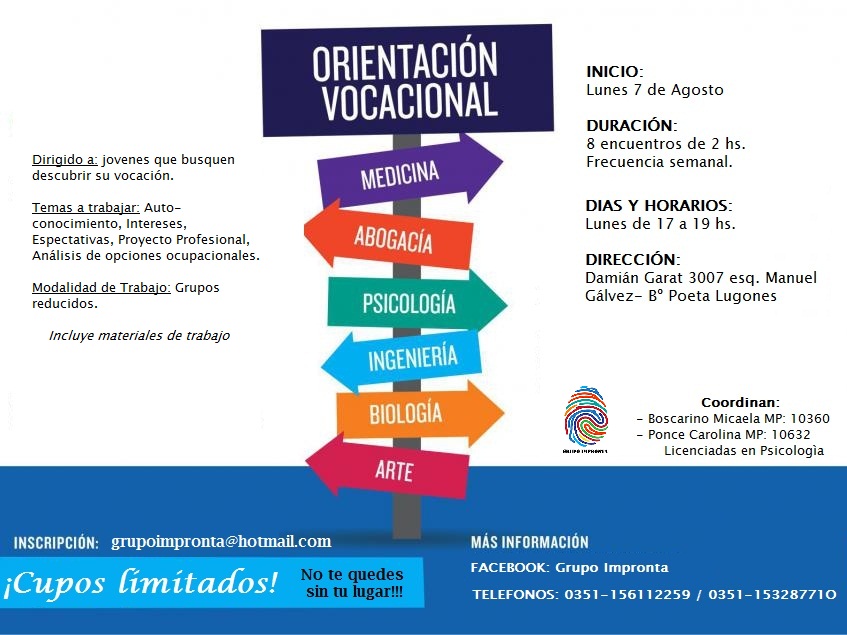 ORIENTACIÓN
VOCACIONAL
MEDICINA
ABOGACÍA
PSICOLOGÍA
INGENIERÍA
BIOLOGÍA
ARTE
Dirigido a: jovenes que busquen
descubrir su vocación.
Temas a trabajar: Auto-
conocimiento, Intereses,
Espectativas, Proyecto Profesional,
Análisis de opciones ocupacionales.
Modalidad de Trabajo: Grupos
reducidos.
Incluye materiales de trabajo
INICIO:
Lunes 7 de Agosto
DURACIÓN:
8 encuentros de 2 hs.
Frecuencia semanal.
DIAS Y HORARIOS:
Lunes de 17 a 19 hs.
DIRECCIÓN:
Damián Garat 3007 esq. Manuel
Gálvez- Bº Poeta Lugones
GRUPO IMPRONTA
Coordinan:
- Boscarino Micaela MP: 10360
- Ponce Carolina MP: 10632
Licenciadas en Psicologia
INSCRIPCIÓN: grupoimpronta@hotmail.com
¡Cupos limitados!
No te quedes
sin tu lugar!!!
MÁS INFORMACIÓN
FACEBOOK: Grupo Impronta
TELEFONOS: 0351-156112259 / 0351-153287710